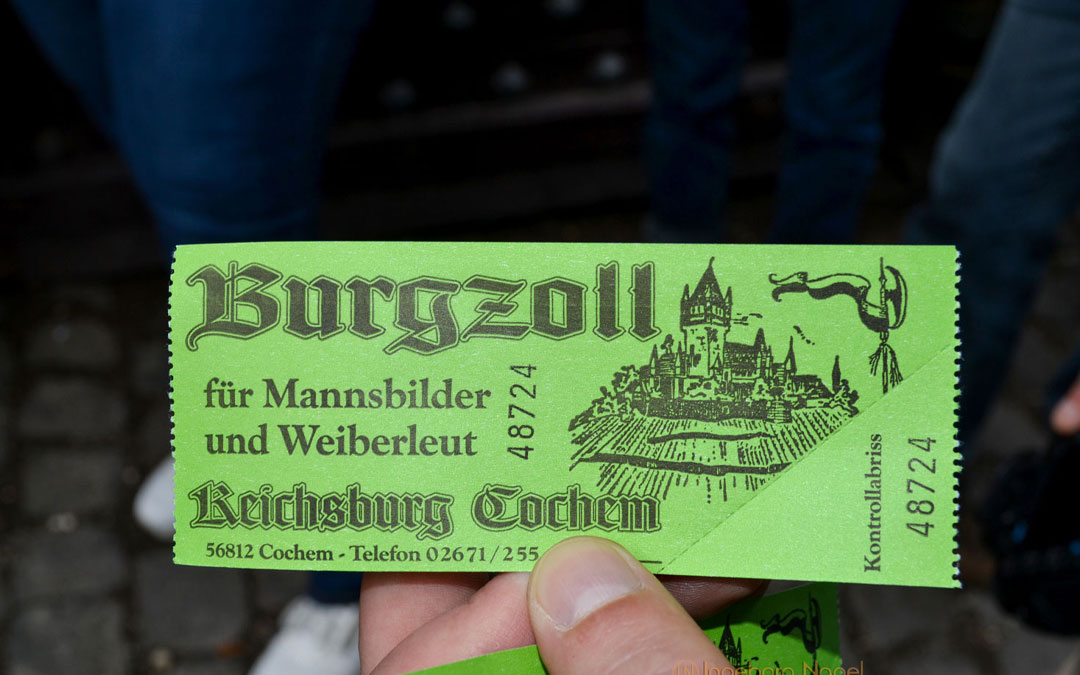 Burgzoll
für Mannsbilder
und Weiberleut
48724
Reichsburg Cochem
56812 Cochem - Telefon 02671/255
Kontrollabriss
48724